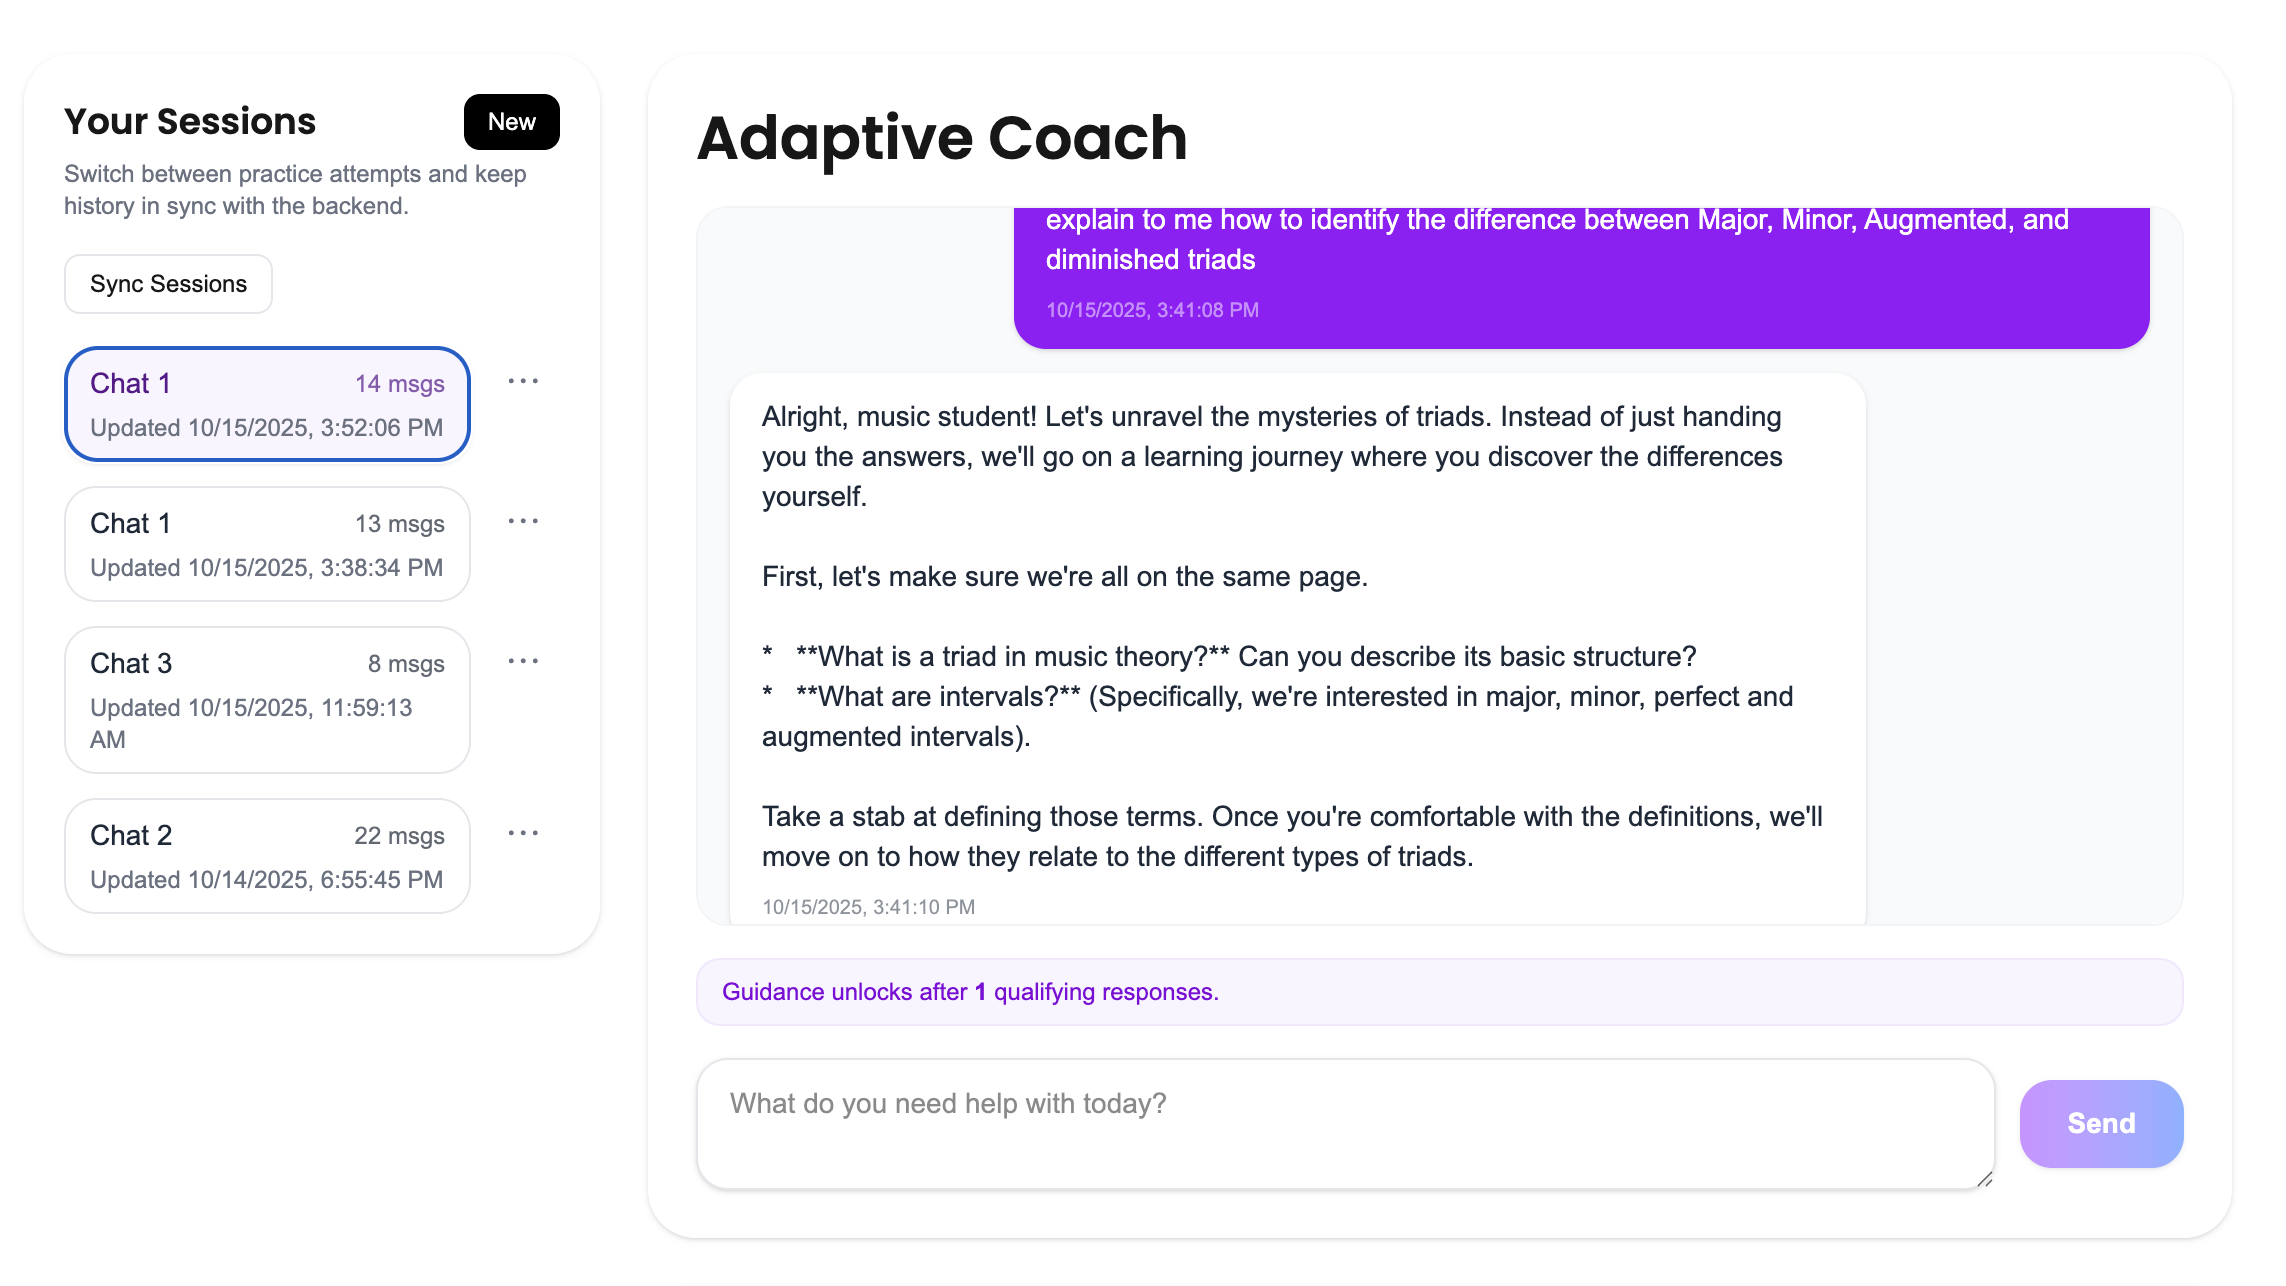 Your Sessions
New
Switch between practice attempts and keep
history in sync with the backend.
Sync Sessions
Chat 1
14 msgs
Updated 10/15/2025, 3:52:06 PM
Chat 1
13 msgs
Updated 10/15/2025, 3:38:34 PM
Chat 3
8 msgs
Updated 10/15/2025, 11:59:13
AM
Chat 2
22 msgs
Updated 10/14/2025, 6:55:45 PM
Adaptive Coach
explain to me how to identify the difference between Major, Minor, Augmented, and
diminished triads
10/15/2025, 3:41:08 PM
Alright, music student! Let's unravel the mysteries of triads. Instead of just handing
you the answers, we'll go on a learning journey where you discover the differences
yourself.
First, let's make sure we're all on the same page.
*   **What is a triad in music theory?** Can you describe its basic structure?
*   **What are intervals?** (Specifically, we're interested in major, minor, perfect and
augmented intervals).
Take a stab at defining those terms. Once you're comfortable with the definitions, we'll
move on to how they relate to the different types of triads.
10/15/2025, 3:41:10 PM
Guidance unlocks after 1 qualifying responses.
What do you need help with today?
Send